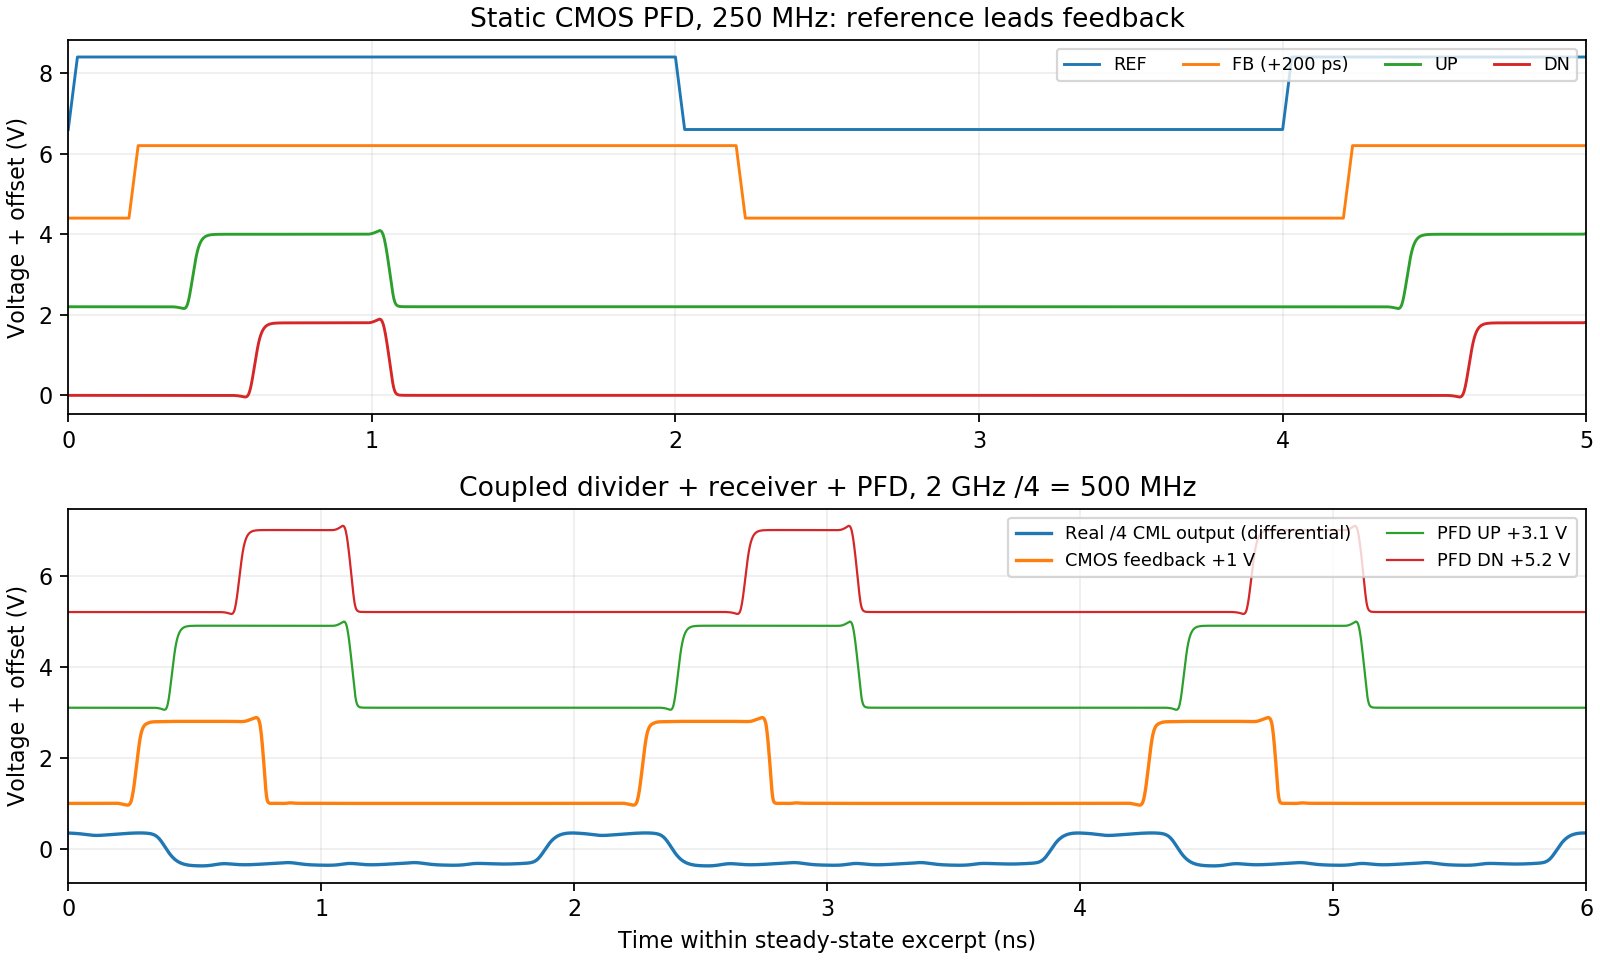 Static CMOS PFD, 250 MHz: reference leads feedback
Voltage + offset (V)
8
6
4
2
0
REF FB (+200 ps) UP DN
0 1 2 3 4 5
Coupled divider + receiver + PFD, 2 GHz /4 = 500 MHz
Voltage + offset (V)
6
4
2
0
Real /4 CML output (differential) PFD UP +3.1 V
CMOS feedback +1 V PFD DN +5.2 V
0 1 2 3 4 5 6
Time within steady-state excerpt (ns)